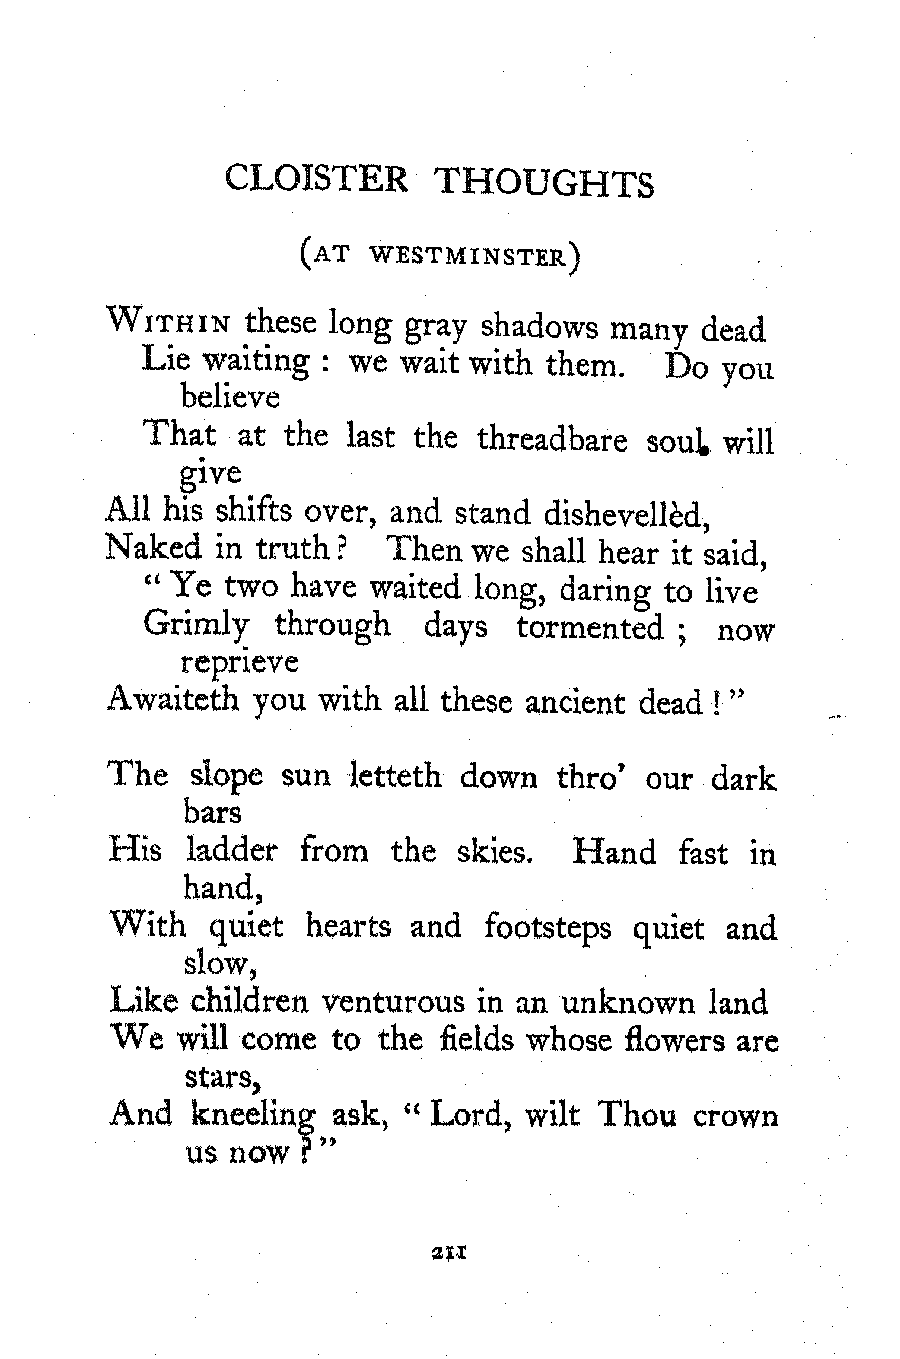 CLOISTER THOUGHTS
(AT WESTMINSTER)
WITHIN these long gray shadows many dead
Lie waiting : we wait with them. Do you
believe
That at the last the threadbare soul will
give
All his shifts over, and stand dishevellèd,
Naked in truth ? Then we shall hear it said,
“ Ye two have waited long, daring to live
Grimly through days tormented ; now
reprieve
Awaiteth you with all these ancient dead ! ”
The slope sun letteth down thro’ our dark
bars
His ladder from the skies. Hand fast in
hand,
With quiet hearts and footsteps quiet and
slow,
Like children venturous in an unknown land
We will come to the fields whose flowers are
stars,
And kneeling ask, “ Lord, wilt Thou crown
us now ? ”
211